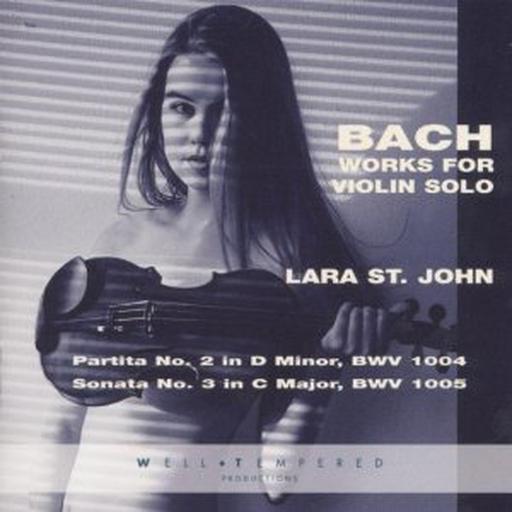 BACH
WORKS FOR
VIOLIN SOLO
LARA ST. JOHN
Partita No. 2 in D Minor, BWV 1004
Sonata No. 3 in C Major, BWV 1005
WELL•TEMPERED
PRODUCTIONS